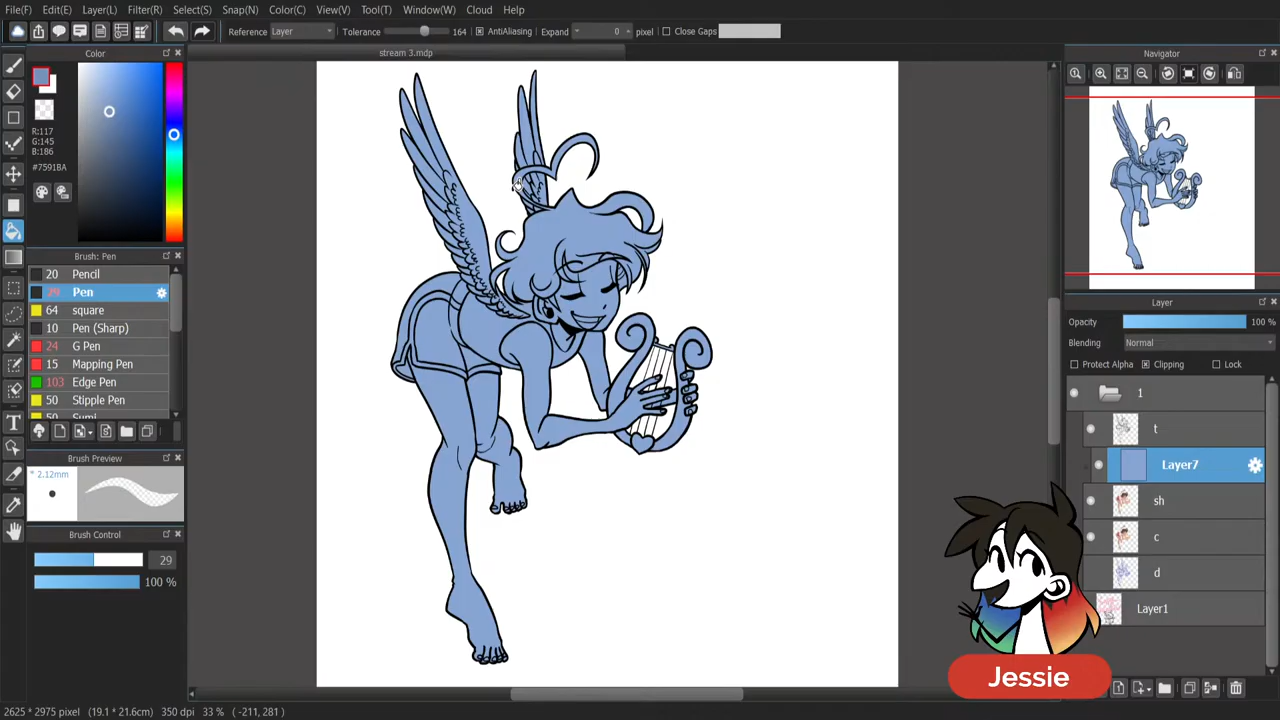 File(F) Edit(E) Layer(L) Filter(R) Select(S) Snap(N) Color(C) View(V) Tool(T) Window(W) Cloud Help
Reference Layer Tolerance 164 AntiAliasing Expand 0 pixel Close Gaps
Color
stream 3.mdp
Navigator
R:117
G:145
B:186
#7591BA
Brush: Pen
20 Pencil
29 Pen
64 square
10 Pen (Sharp)
24 G Pen
15 Mapping Pen
103 Edge Pen
50 Stipple Pen
50 Sumi
Brush Preview
* 2.12mm
Brush Control
29
100 %
Layer
Opacity 100 %
Blending Normal
Protect Alpha Clipping Lock
1
t
Layer7
sh
c
d
Layer1
Jessie
2625 * 2975 pixel (19.1 * 21.6cm) 350 dpi 33 % ( -211, 281 )